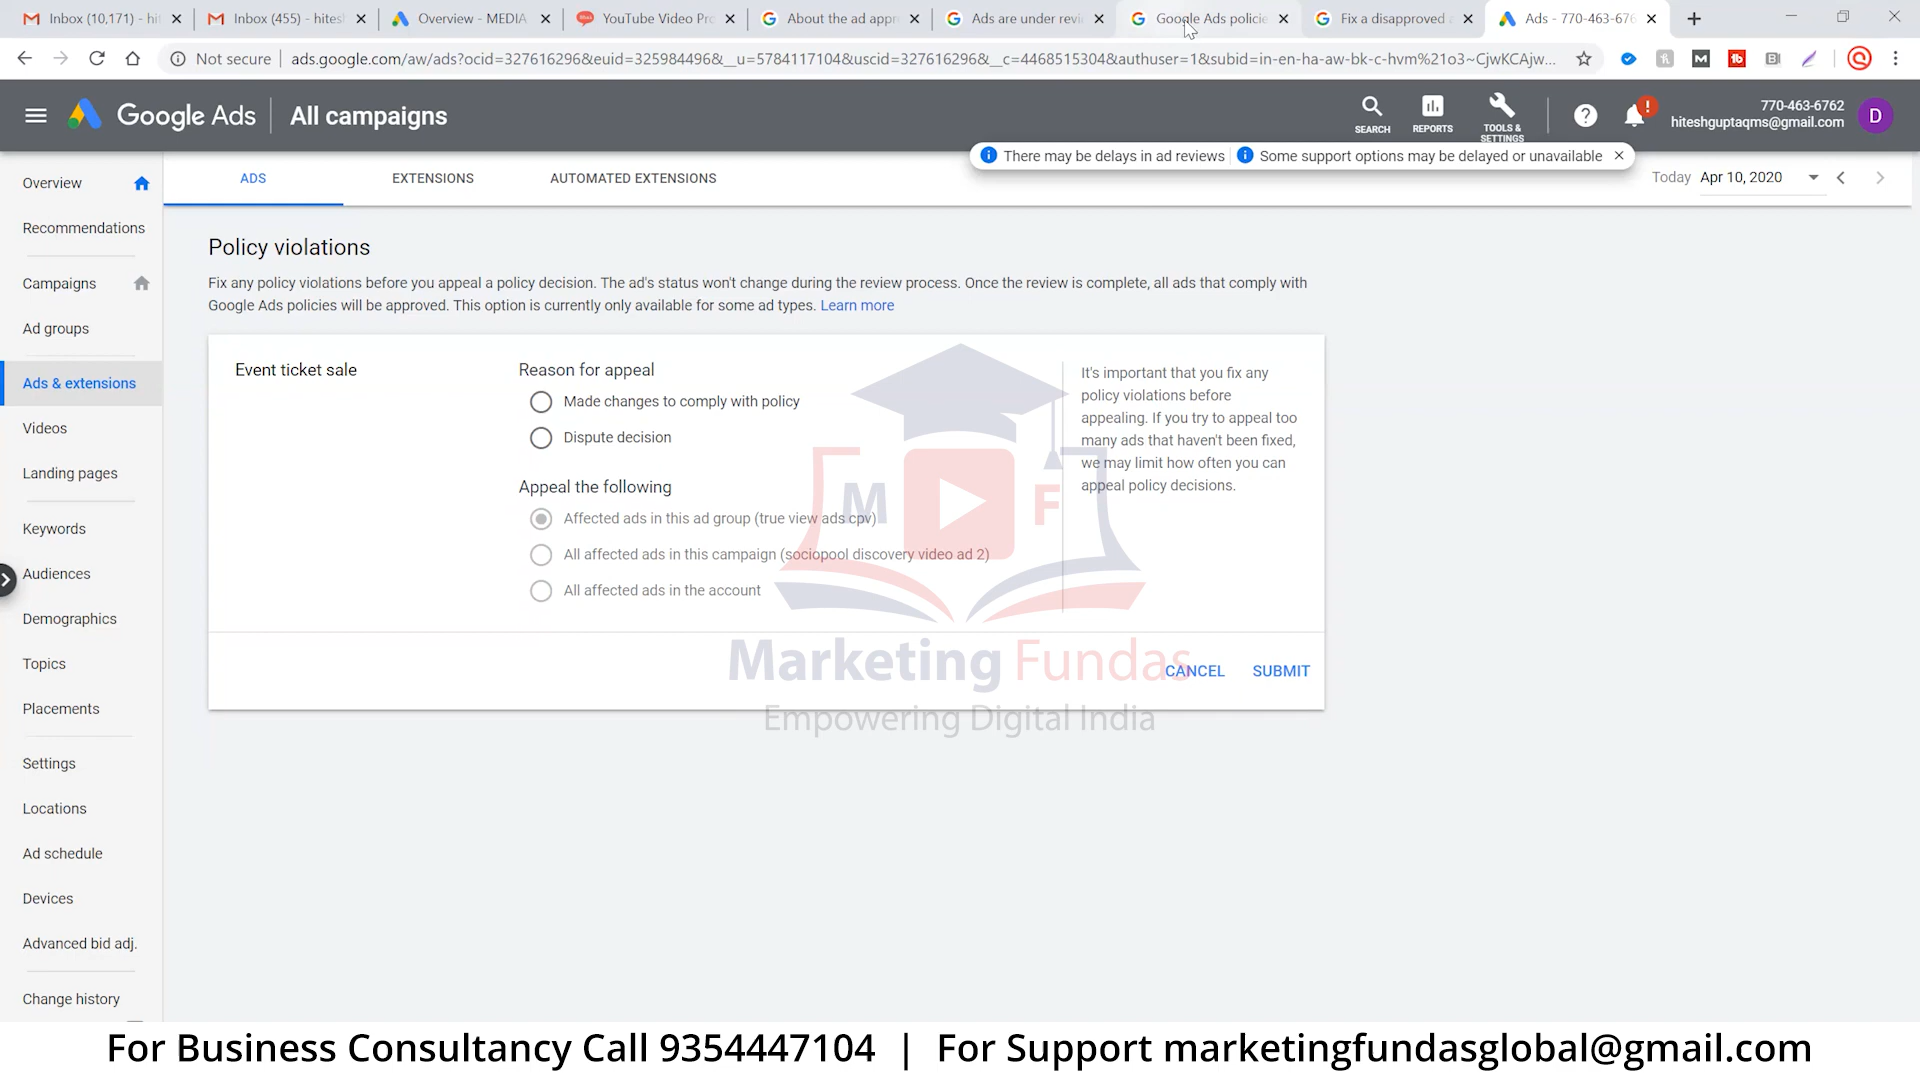 Inbox (10,171) - hit
Inbox (455) - hitesh
Overview - MEDIA
YouTube Video Pro
About the ad appr
Ads are under revi
Google Ads policie
Fix a disapproved a
Ads - 770-463-676
Not secure
ads.google.com/aw/ads?ocid=327616296&euid=325984496&__u=5784117104&uscid=327616296&__c=4468515304&authuser=1&subid=in-en-ha-aw-bk-c-hvm%21o3~CjwKCAjw...
Google Ads
All campaigns
SEARCH
REPORTS
TOOLS & SETTINGS
770-463-6762
hiteshguptaqms@gmail.com
D
There may be delays in ad reviews
Some support options may be delayed or unavailable
ADS
EXTENSIONS
AUTOMATED EXTENSIONS
Today
Apr 10, 2020
Overview
Recommendations
Campaigns
Ad groups
Ads & extensions
Videos
Landing pages
Keywords
Audiences
Demographics
Topics
Placements
Settings
Locations
Ad schedule
Devices
Advanced bid adj.
Change history
Policy violations
Fix any policy violations before you appeal a policy decision. The ad's status won't change during the review process. Once the review is complete, all ads that comply with
Google Ads policies will be approved. This option is currently only available for some ad types. Learn more
Event ticket sale
Reason for appeal
Made changes to comply with policy
Dispute decision
Appeal the following
Affected ads in this ad group (true view ads cpv)
All affected ads in this campaign (sociopool discovery video ad 2)
All affected ads in the account
It's important that you fix any
policy violations before
appealing. If you try to appeal too
many ads that haven't been fixed,
we may limit how often you can
appeal policy decisions.
CANCEL
SUBMIT
M F
Marketing Fundas
Empowering Digital India
For Business Consultancy Call 9354447104 | For Support marketingfundasglobal@gmail.com